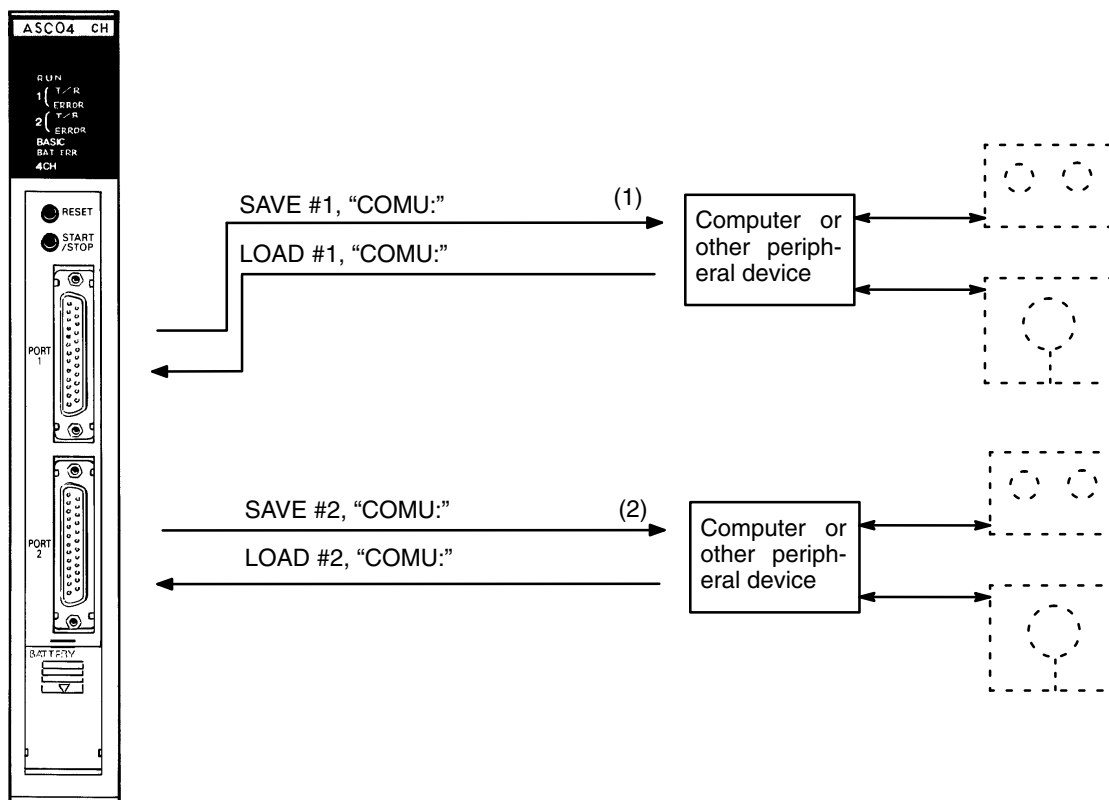 ASC04 CH
RUN
1 T/R
ERROR
2 T/R
ERROR
BASIC
BAT ERR
4CH
RESET
START
/STOP
PORT
1
PORT
2
BATTERY
SAVE #1, “COMU:”
(1)
LOAD #1, “COMU:”
Computer or
other periph-
eral device
SAVE #2, “COMU:”
(2)
LOAD #2, “COMU:”
Computer or
other periph-
eral device